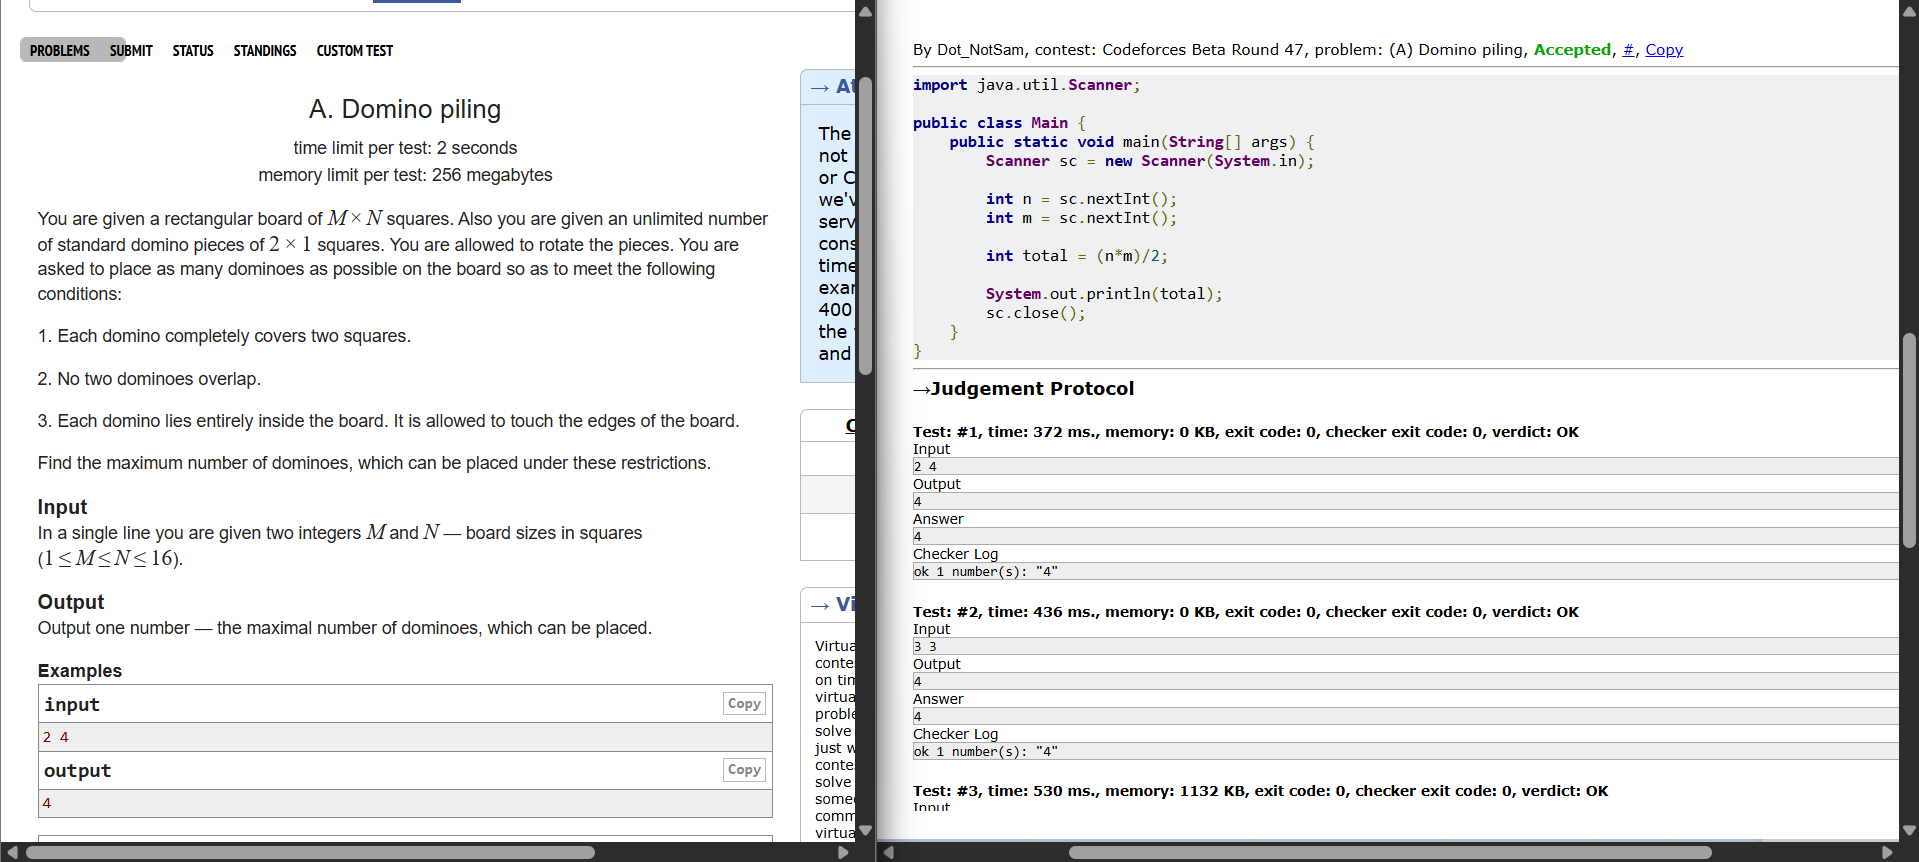 PROBLEMS SUBMIT STATUS STANDINGS CUSTOM TEST
A. Domino piling
time limit per test: 2 seconds
memory limit per test: 256 megabytes
You are given a rectangular board of M × N squares. Also you are given an unlimited number
of standard domino pieces of 2 × 1 squares. You are allowed to rotate the pieces. You are
asked to place as many dominoes as possible on the board so as to meet the following
conditions:
1. Each domino completely covers two squares.
2. No two dominoes overlap.
3. Each domino lies entirely inside the board. It is allowed to touch the edges of the board.
Find the maximum number of dominoes, which can be placed under these restrictions.
Input
In a single line you are given two integers M and N — board sizes in squares
(1 ≤ M ≤ N ≤ 16).
Output
Output one number — the maximal number of dominoes, which can be placed.
Examples
input
Copy
2 4
output
Copy
4
→
The
not
or
we'v
serv
cons
time
exam
400
the
and
→ Vi
Virtua
contes
on tim
virtua
proble
solve
just w
contes
solve
some
comm
virtua
By Dot_NotSam, contest: Codeforces Beta Round 47, problem: (A) Domino piling, Accepted, #, Copy
import java.util.Scanner;
public class Main {
public static void main(String[] args) {
Scanner sc = new Scanner(System.in);
int n = sc.nextInt();
int m = sc.nextInt();
int total = (n*m)/2;
System.out.println(total);
sc.close();
}
}
→Judgement Protocol
Test: #1, time: 372 ms., memory: 0 KB, exit code: 0, checker exit code: 0, verdict: OK
Input
2 4
Output
4
Answer
4
Checker Log
ok 1 number(s): "4"
Test: #2, time: 436 ms., memory: 0 KB, exit code: 0, checker exit code: 0, verdict: OK
Input
3 3
Output
4
Answer
4
Checker Log
ok 1 number(s): "4"
Test: #3, time: 530 ms., memory: 1132 KB, exit code: 0, checker exit code: 0, verdict: OK
Input